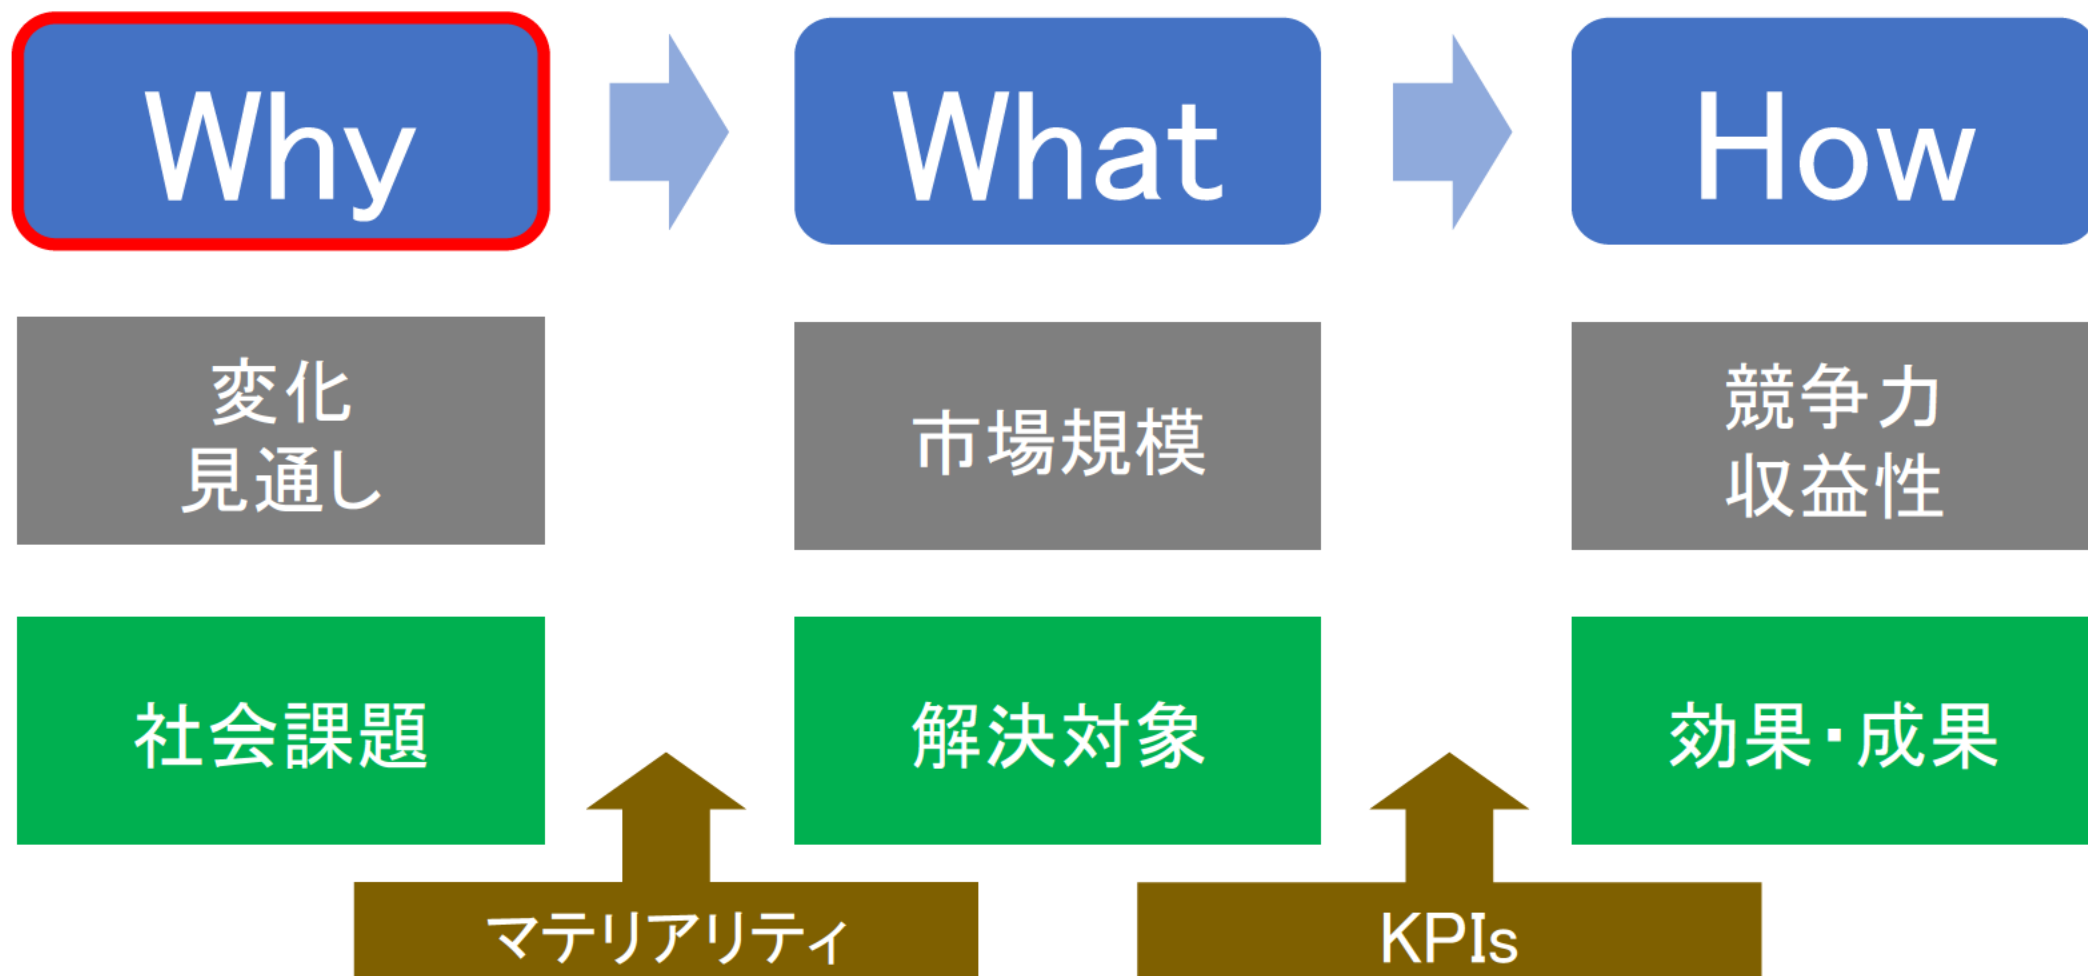 Why
What
How
変化
見通し
市場規模
競争力
収益性
社会課題
解決対象
効果・成果
マテリアリティ
KPIs